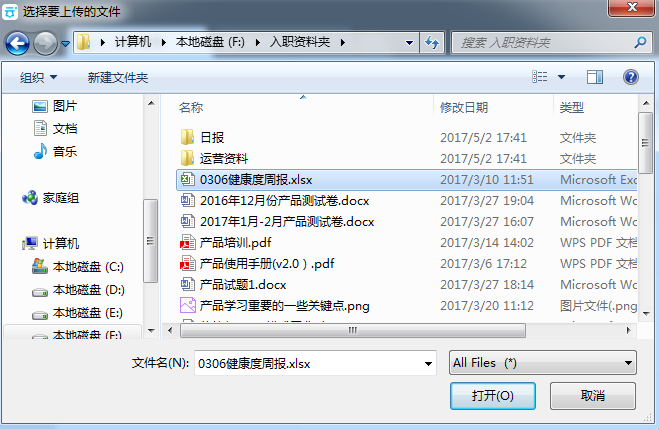 选择要上传的文件
计算机 本地磁盘 (F:) 入职资料夹 搜索 入职资料夹
组织 新建文件夹
名称 修改日期 类型
图片
文档
音乐
家庭组
计算机
本地磁盘 (C:)
本地磁盘 (D:)
本地磁盘 (E:)
本地磁盘 (F:)
日报 2017/5/2 17:41 文件夹
运营资料 2017/5/2 17:41 文件夹
0306健康度周报.xlsx 2017/3/10 11:51 Microsoft Exc
2016年12月份产品测试卷.docx 2017/3/27 19:04 Microsoft Wo
2017年1月-2月产品测试卷.docx 2017/3/27 16:07 Microsoft Wo
产品培训.pdf 2017/3/14 14:02 WPS PDF 文档
产品使用手册(v2.0）.pdf 2017/3/6 17:12 WPS PDF 文档
产品试题1.docx 2017/3/27 18:14 Microsoft Wo
产品学习重要的一些关键点.png 2017/3/20 11:12 图片文件(.png
文件名(N): 0306健康度周报.xlsx All Files (*)
打开(O) 取消